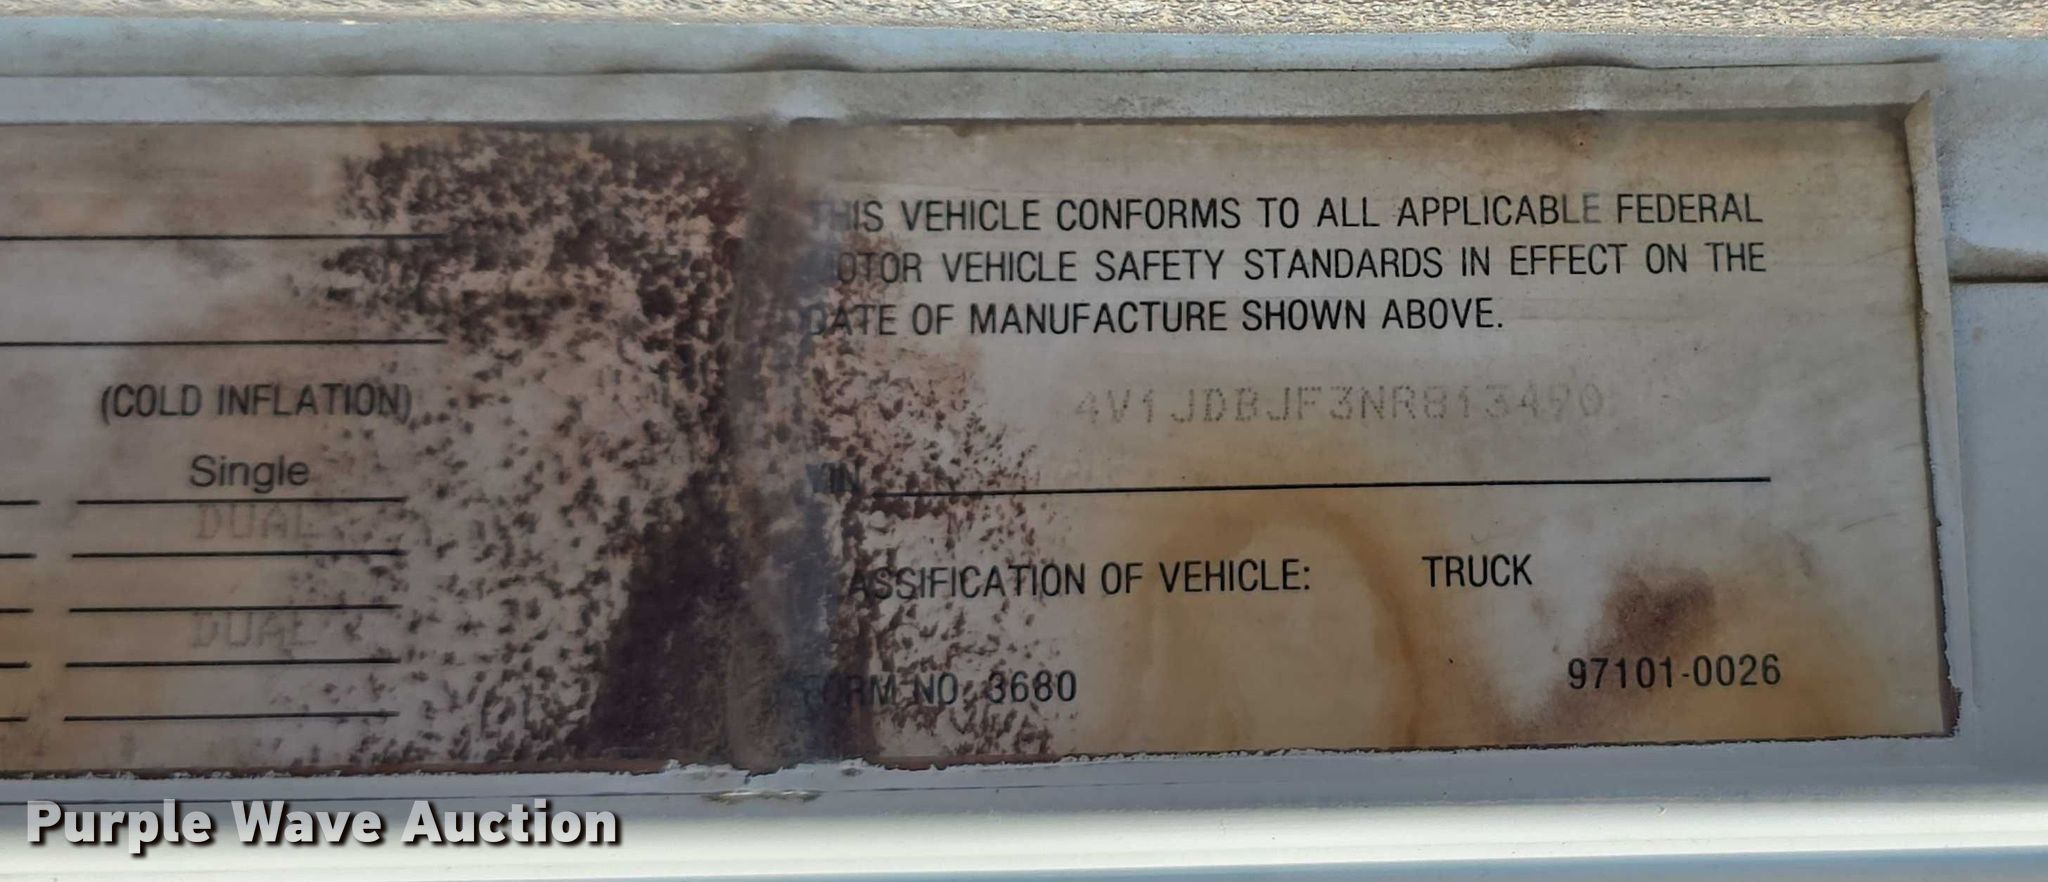 THIS VEHICLE CONFORMS TO ALL APPLICABLE FEDERAL
MOTOR VEHICLE SAFETY STANDARDS IN EFFECT ON THE
DATE OF MANUFACTURE SHOWN ABOVE.
4V1JDBJF3NR813490
VIN
CLASSIFICATION OF VEHICLE: TRUCK
FORM NO. 3680
97101-0026
(COLD INFLATION)
Single
DUAL
DUAL
Purple Wave Auction